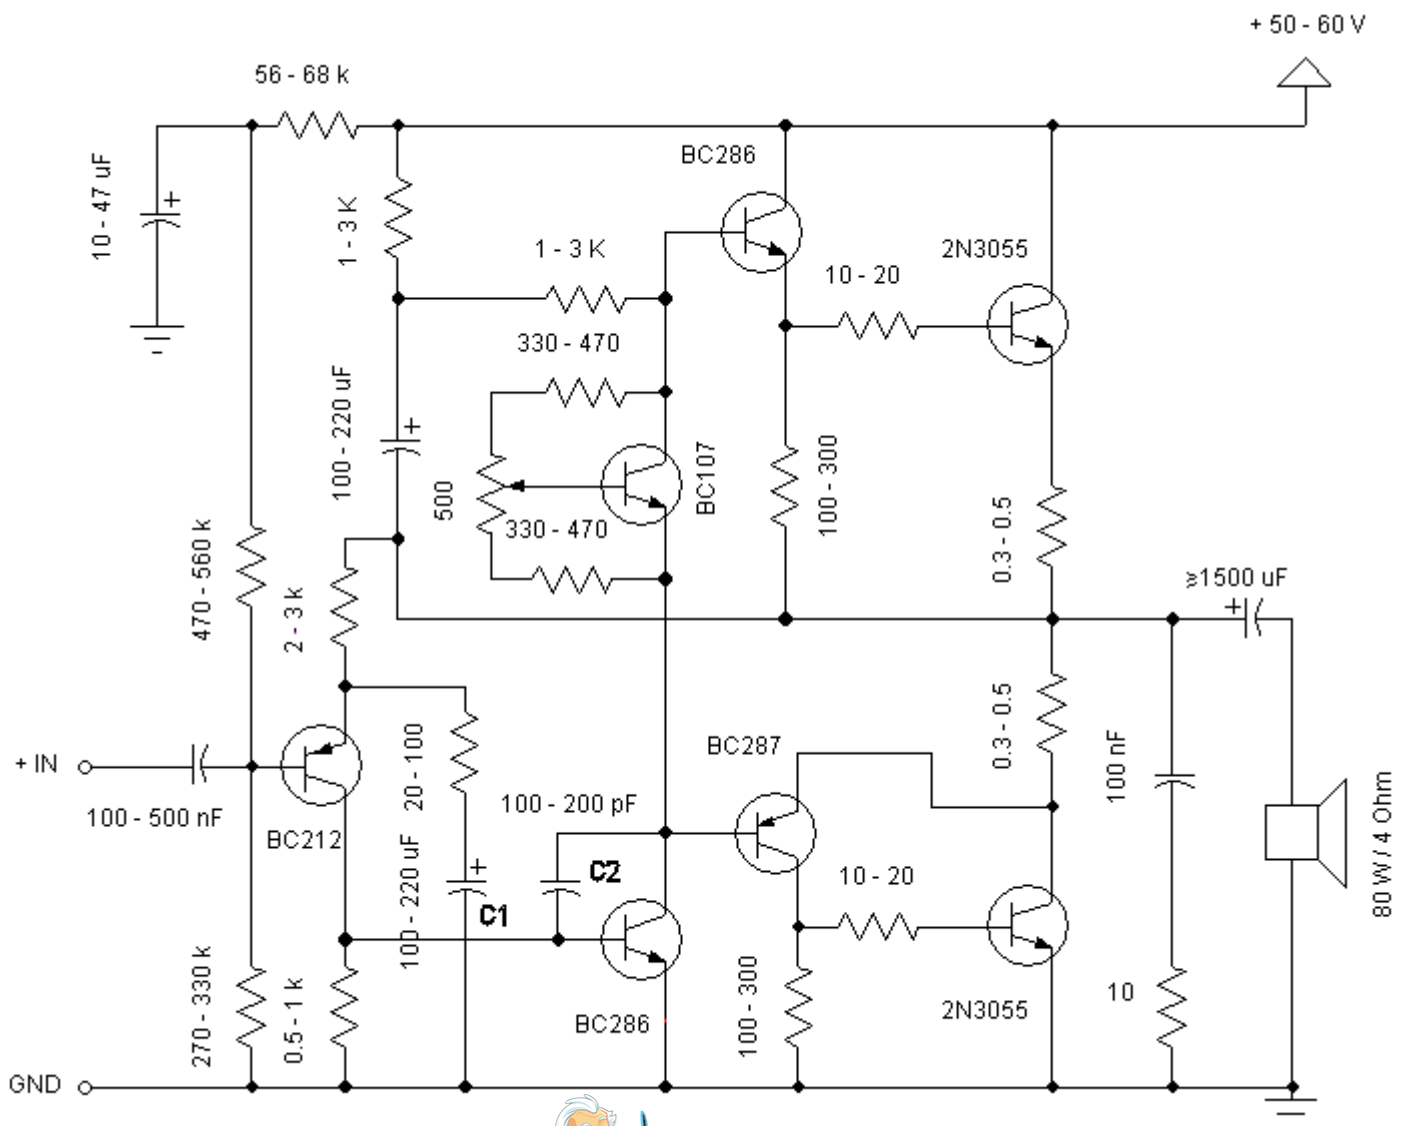 + 50 - 60 V
56 - 68 k
BC286
10 - 47 uF
+
1 - 3 K
1 - 3 K
2N3055
10 - 20
330 - 470
100 - 220 uF
+
500
BC107
330 - 470
100 - 300
0.3 - 0.5
470 - 560 k
2 - 3 k
≥1500 uF
+
0.3 - 0.5
20 - 100
BC287
100 nF
+ IN
100 - 500 nF
BC212
100 - 200 pF
C2
100 - 220 uF
+
C1
10 - 20
80 W / 4 Ohm
270 - 330 k
0.5 - 1 k
BC286
100 - 300
2N3055
10
GND